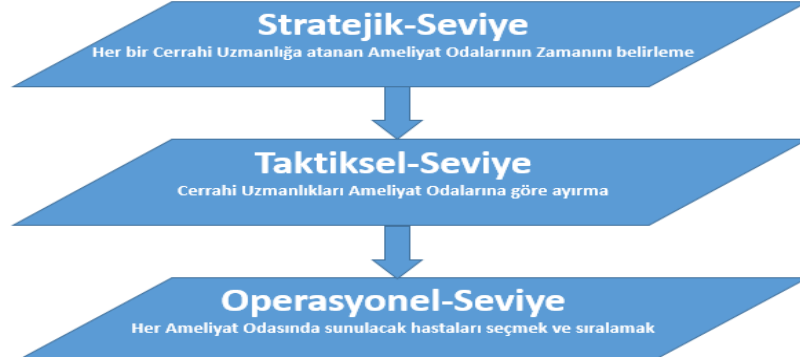 Stratejik-Seviye
Her bir Cerrahi Uzmanlığa atanan Ameliyat Odalarının Zamanını belirleme
Taktiksel-Seviye
Cerrahi Uzmanlıkları Ameliyat Odalarına göre ayırma
Operasyonel-Seviye
Her Ameliyat Odasında sunulacak hastaları seçmek ve sıralamak